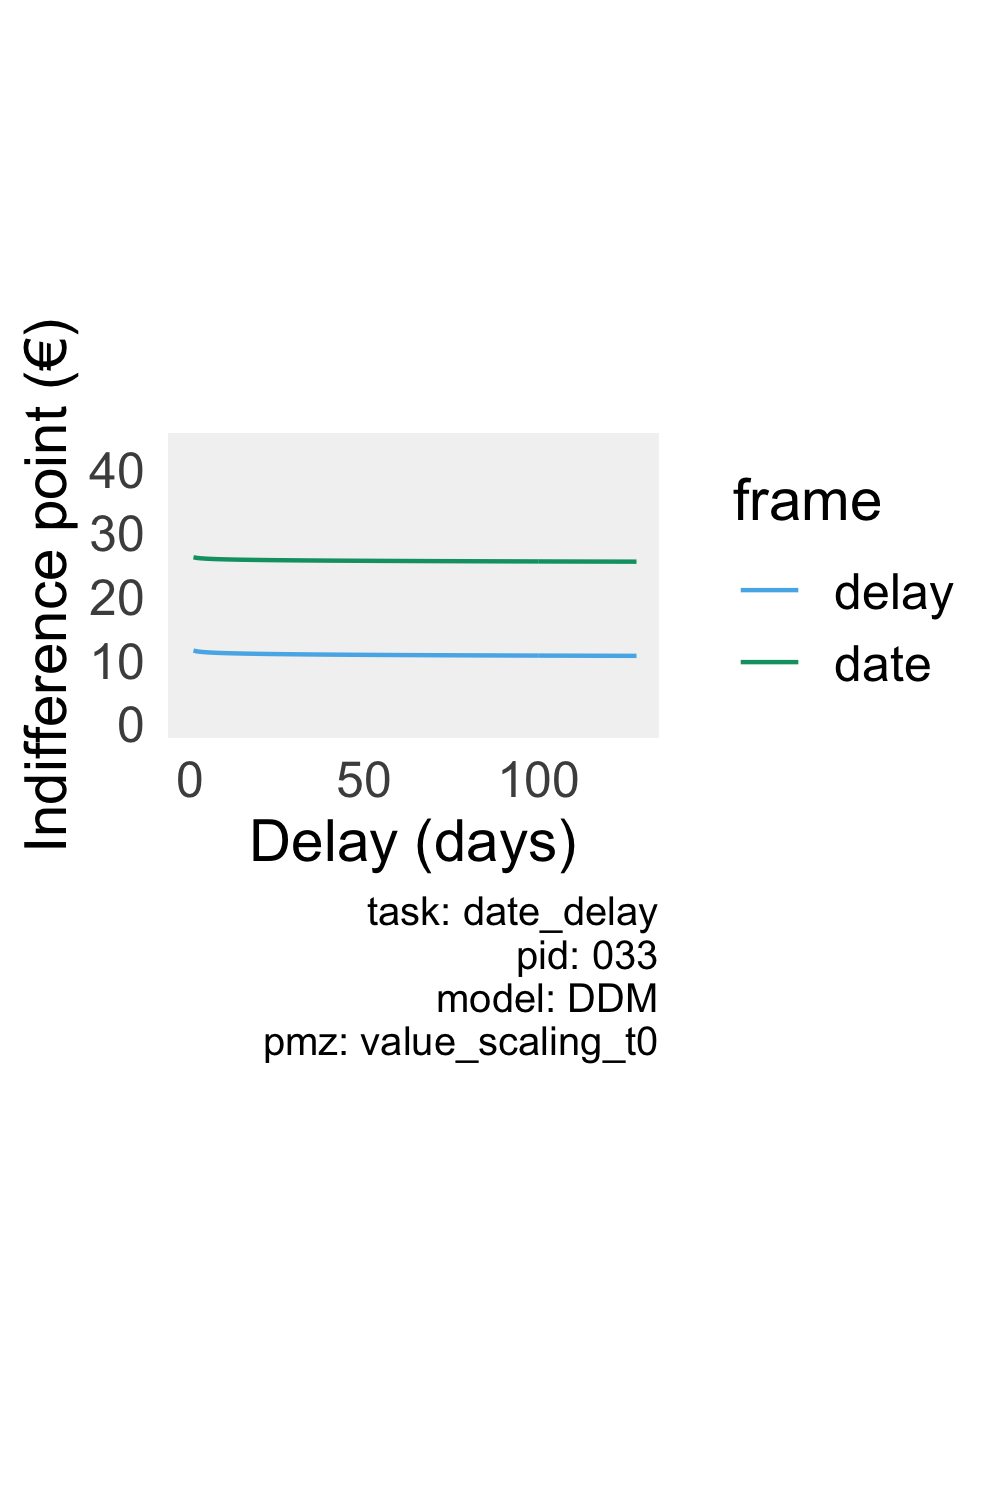 Indifference point (€)
40
30
20
10
0
0 50 100
Delay (days)
frame
delay
date
task: date_delay
pid: 033
model: DDM
pmz: value_scaling_t0